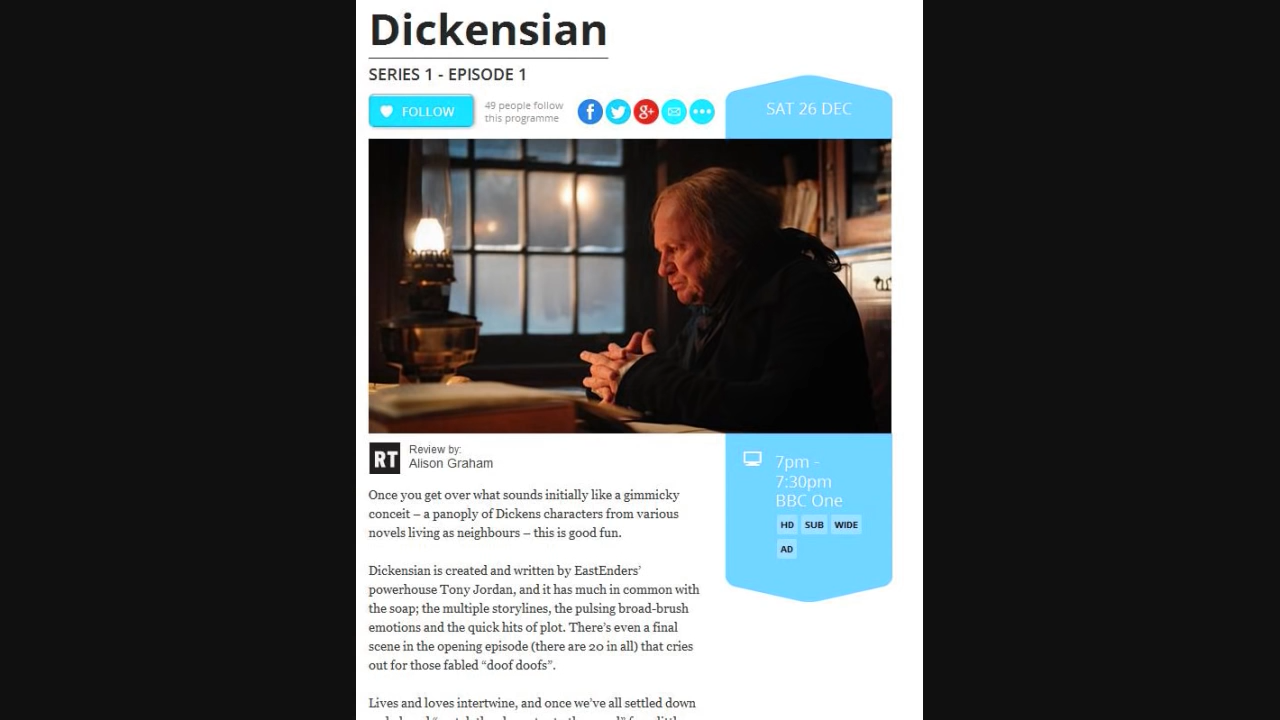 Dickensian
SERIES 1 - EPISODE 1
FOLLOW
49 people follow
this programme
f
g+
SAT 26 DEC
RT
Review by:
Alison Graham
Once you get over what sounds initially like a gimmicky
conceit – a panoply of Dickens characters from various
novels living as neighbours – this is good fun.
Dickensian is created and written by EastEnders’
powerhouse Tony Jordan, and it has much in common with
the soap; the multiple storylines, the pulsing broad-brush
emotions and the quick hits of plot. There’s even a final
scene in the opening episode (there are 20 in all) that cries
out for those fabled “doof doofs”.
Lives and loves intertwine, and once we’ve all settled down
7pm -
7:30pm
BBC One
HD SUB WIDE
AD